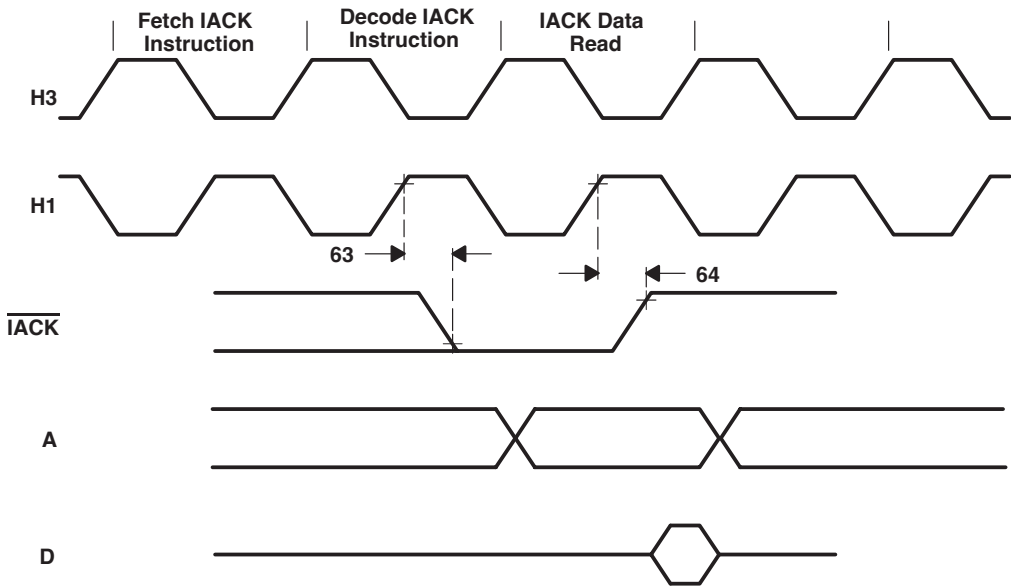 Fetch IACK
Instruction
Decode IACK
Instruction
IACK Data
Read
H3
H1
63
64
IACK
A
D